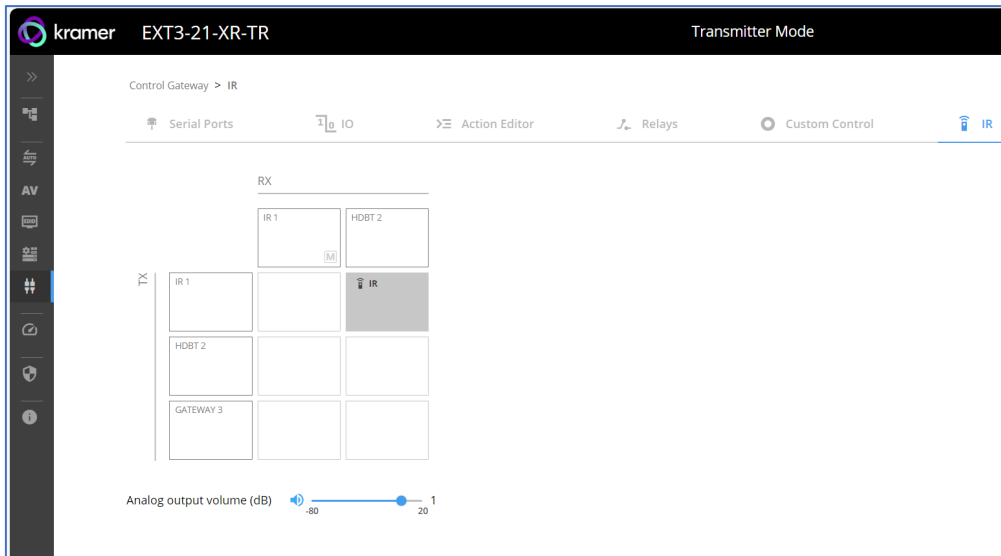 kramer EXT3-21-XR-TR Transmitter Mode
Control Gateway > IR
Serial Ports IO Action Editor Relays Custom Control IR
AUTO
AV
EDID
RX
IR 1 HDBT 2
M
TX
IR 1 IR
HDBT 2
GATEWAY 3
Analog output volume (dB) 1
-80 20